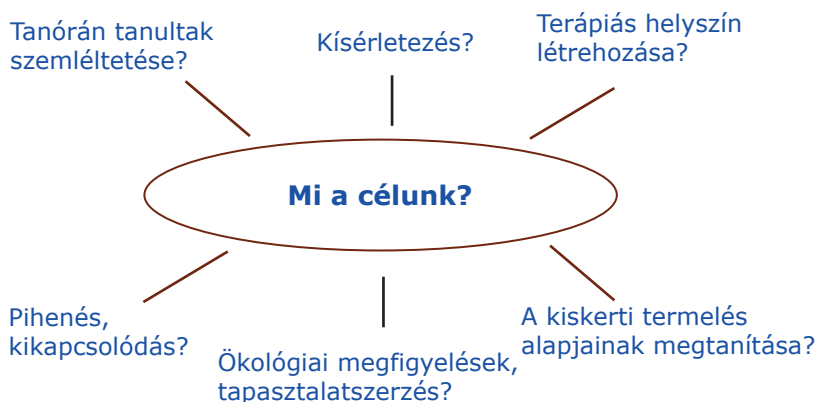 Tanórán tanultak
szemléltetése?
Kísérletezés?
Terápiás helyszín
létrehozása?
Mi a célunk?
Pihenés,
kikapcsolódás?
Ökológiai megfigyelések,
tapasztalatszerzés?
A kiskerti termelés
alapjainak megtanítása?